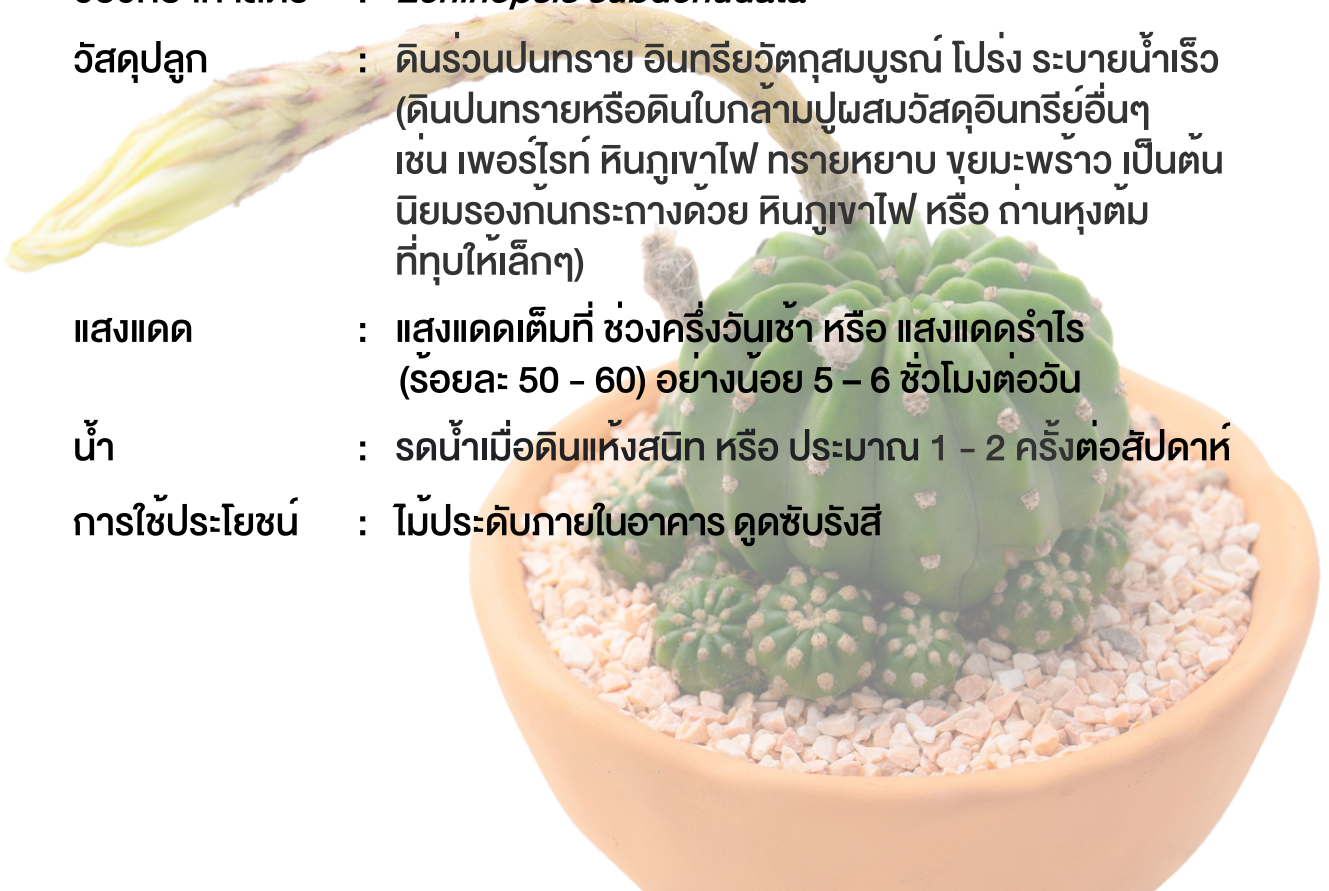 วัสดุปลูก : ดินร่วนปนทราย อินทรียวัตถุสมบูรณ์ โปร่ง ระบายน้ำเร็ว
(ดินปนทรายหรือดินใบก้ามปูผสมวัสดุอินทรีย์อื่นๆ
เช่น เพอร์ไรท์ หินภูเขาไฟ ทรายหยาบ ขุยมะพร้าว เป็นต้น
นิยมรองก้นกระถางด้วย หินภูเขาไฟ หรือ ถ่านหุงต้ม
ที่ทุบให้เล็กๆ)
แสงแดด : แสงแดดเต็มที่ ช่วงครึ่งวันเช้า หรือ แสงแดดรำไร
(ร้อยละ 50 - 60) อย่างน้อย 5 – 6 ชั่วโมงต่อวัน
น้ำ : รดน้ำเมื่อดินแห้งสนิท หรือ ประมาณ 1 - 2 ครั้งต่อสัปดาห์
การใช้ประโยชน์ : ไม้ประดับภายในอาคาร ดูดซับรังสี